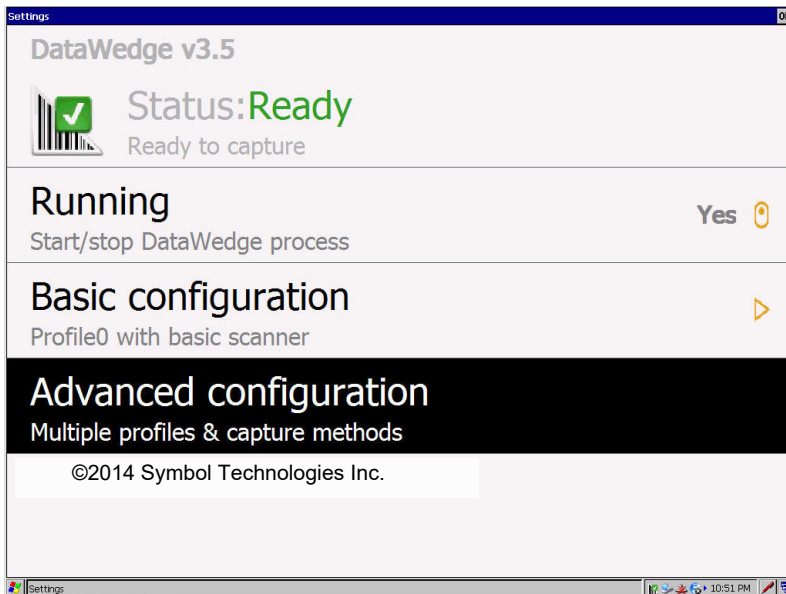 Settings
DataWedge v3.5
Status:Ready
Ready to capture
Running
Yes
Start/stop DataWedge process
Basic configuration
Profile0 with basic scanner
Advanced configuration
Multiple profiles & capture methods
©2014 Symbol Technologies Inc.
Settings
10:51 PM